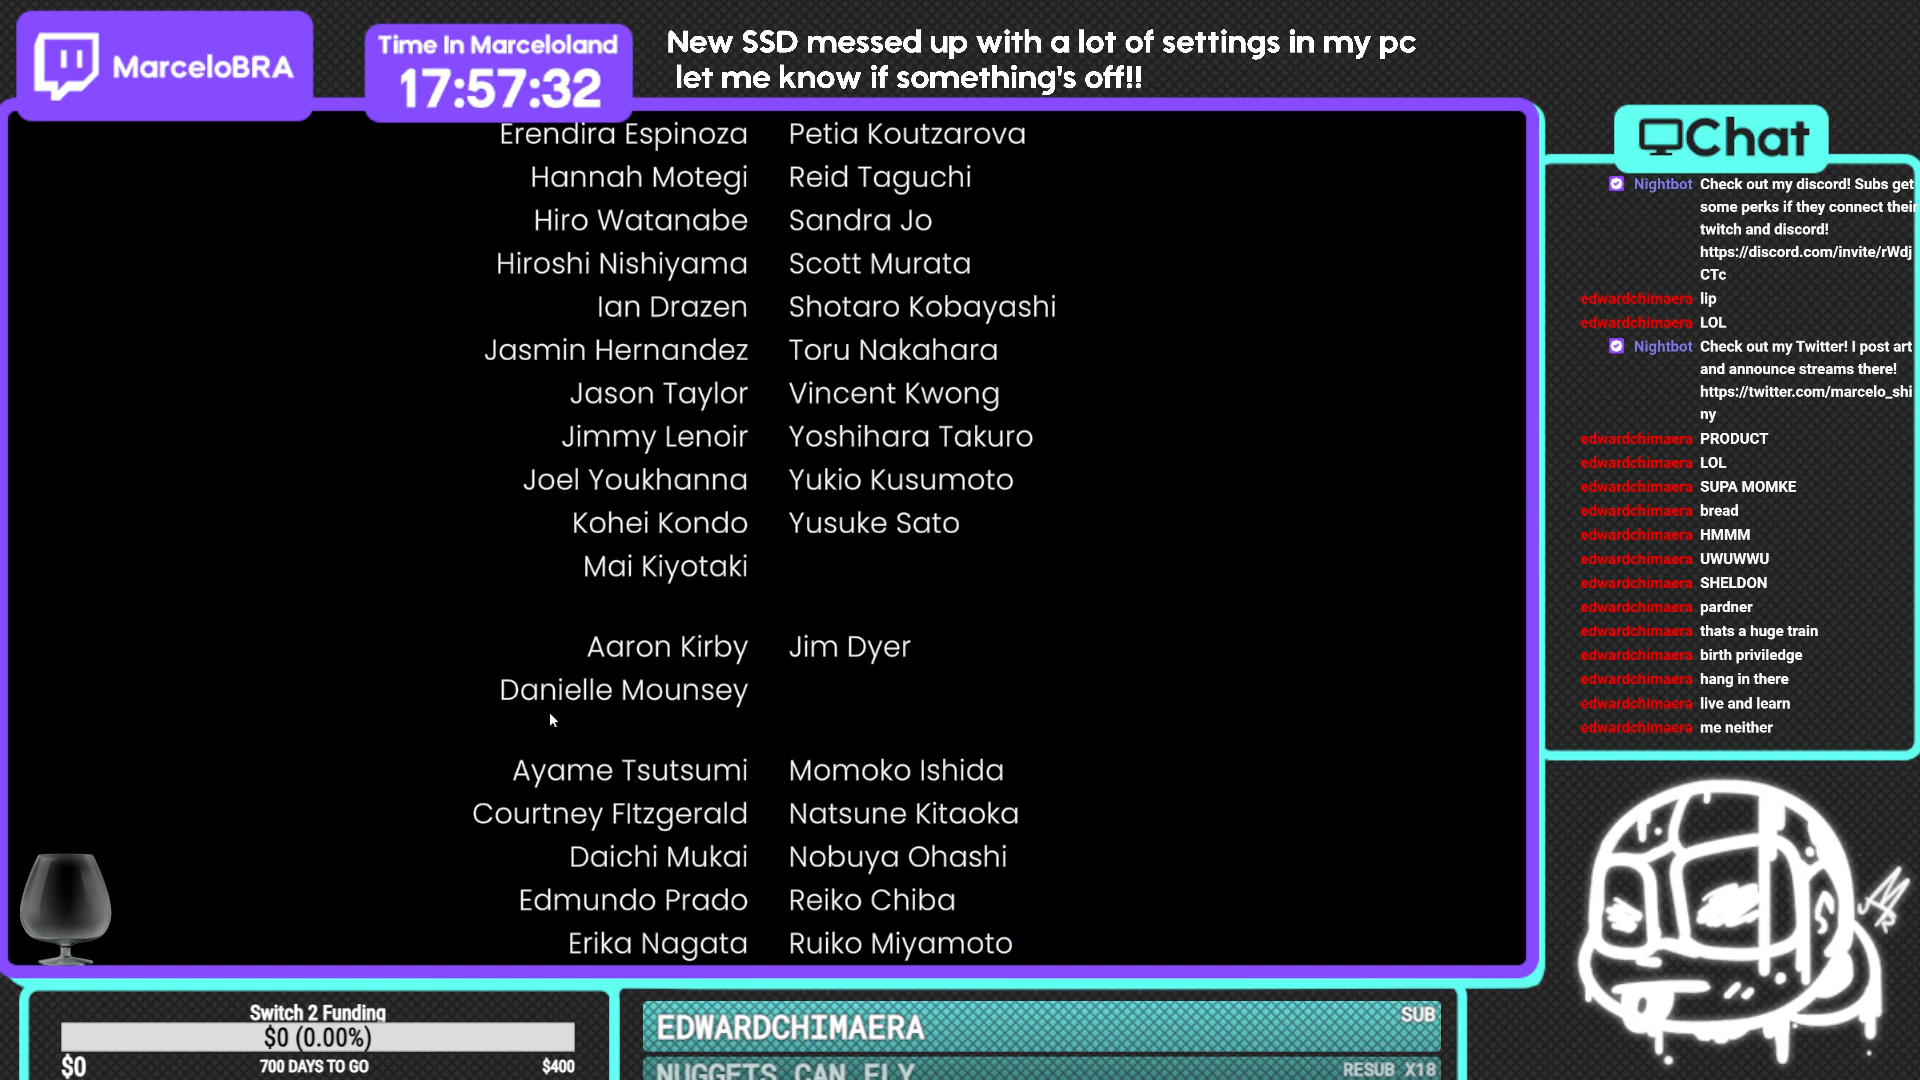 MarceloBRA
Time In Marceloland
17:57:32
New SSD messed up with a lot of settings in my pc
let me know if something's off!!
Erendira Espinoza Petia Koutzarova
Hannah Motegi Reid Taguchi
Hiro Watanabe Sandra Jo
Hiroshi Nishiyama Scott Murata
Ian Drazen Shotaro Kobayashi
Jasmin Hernandez Toru Nakahara
Jason Taylor Vincent Kwong
Jimmy Lenoir Yoshihara Takuro
Joel Youkhanna Yukio Kusumoto
Kohei Kondo Yusuke Sato
Mai Kiyotaki
Aaron Kirby Jim Dyer
Danielle Mounsey
Ayame Tsutsumi Momoko Ishida
Courtney FItzgerald Natsune Kitaoka
Daichi Mukai Nobuya Ohashi
Edmundo Prado Reiko Chiba
Erika Nagata Ruiko Miyamoto
Chat
Nightbot Check out my discord! Subs get
some perks if they connect their
twitch and discord!
https://discord.com/invite/rWdj
CTc
edwardchimaera lip
edwardchimaera LOL
Nightbot Check out my Twitter! I post art
and announce streams there!
https://twitter.com/marcelo_shi
ny
edwardchimaera PRODUCT
edwardchimaera LOL
edwardchimaera SUPA MOMKE
edwardchimaera bread
edwardchimaera HMMM
edwardchimaera UWUWWU
edwardchimaera SHELDON
edwardchimaera pardner
edwardchimaera thats a huge train
edwardchimaera birth priviledge
edwardchimaera hang in there
edwardchimaera live and learn
edwardchimaera me neither
Switch 2 Funding
$0 (0.00%)
$0 700 DAYS TO GO $400
EDWARDCHIMAERA SUB
NUGGETS_CAN_FLY RESUB X18